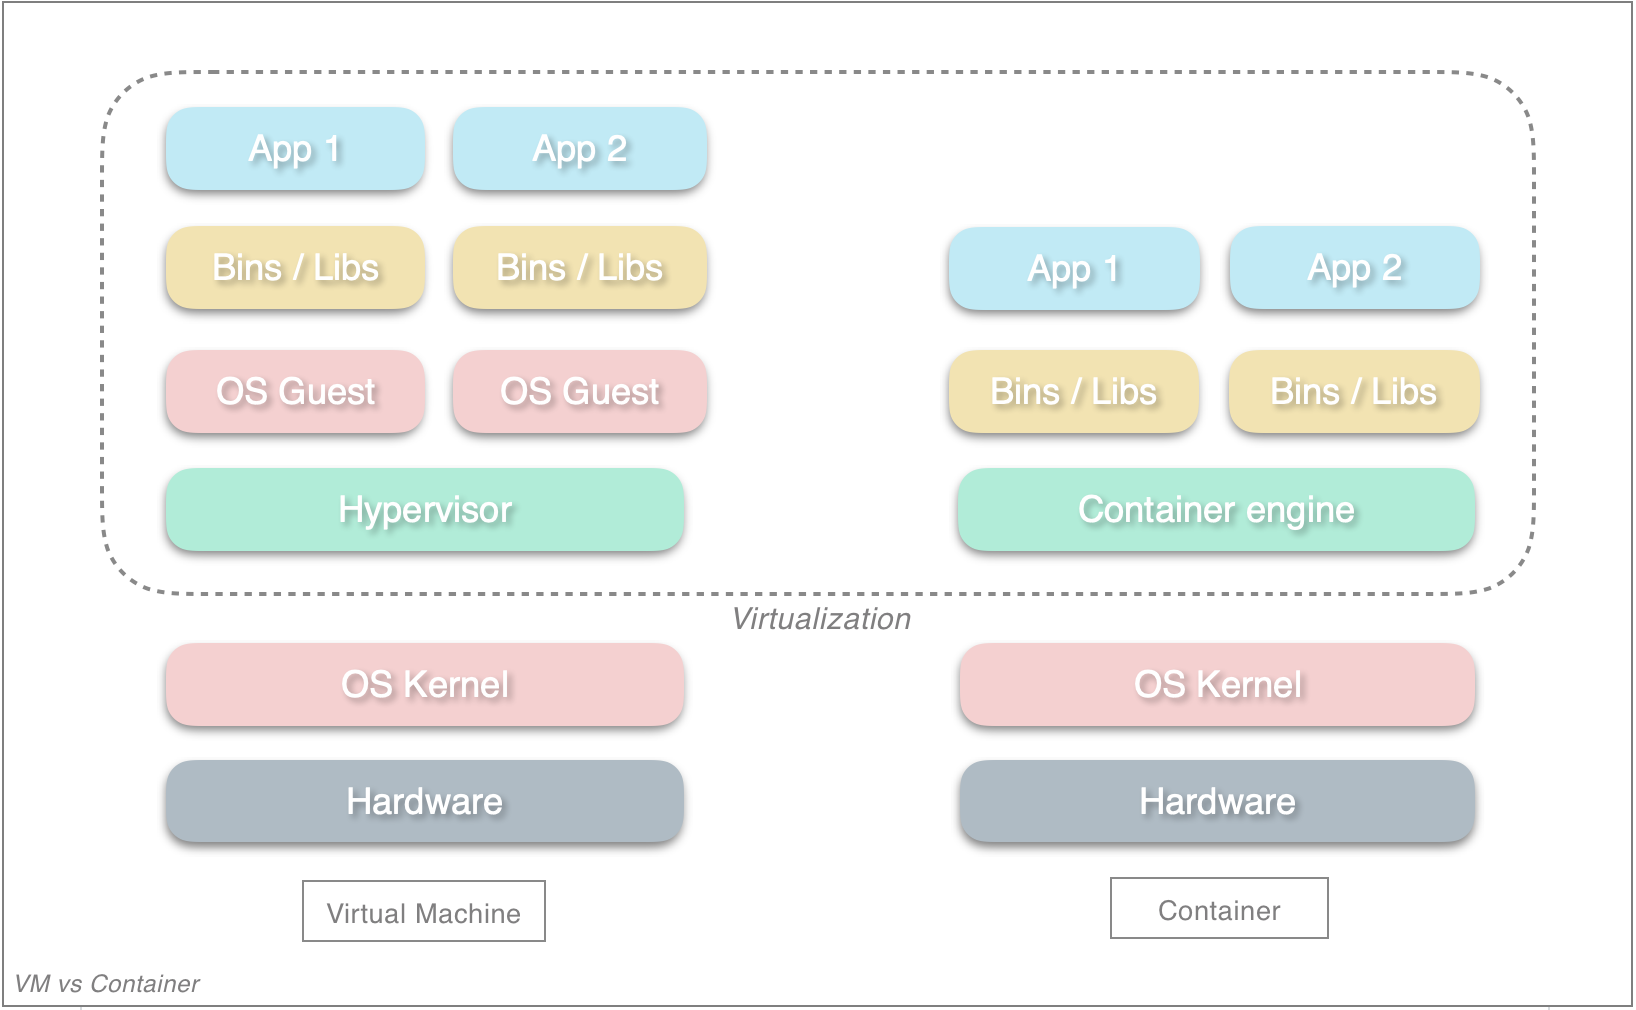 App 1
App 2
Bins / Libs
Bins / Libs
App 1
App 2
OS Guest
OS Guest
Bins / Libs
Bins / Libs
Hypervisor
Container engine
Virtualization
OS Kernel
OS Kernel
Hardware
Hardware
Virtual Machine
Container
VM vs Container